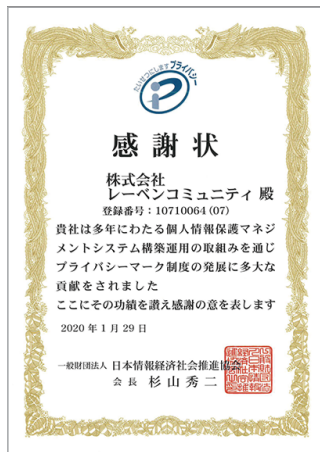 たいせつにしますプライバシー
感謝状
株式会社
レーベンコミュニティ 殿
登録番号：10710064 (07)
貴社は多年にわたる個人情報保護マネジ
メントシステム構築運用の取組みを通じ
プライバシーマーク制度の発展に多大な
貢献をされました
ここにその功績を讃え感謝の意を表します
2020 年 1 月 29 日
一般財団法人 日本情報経済社会推進協会
会 長 杉 山 秀 二